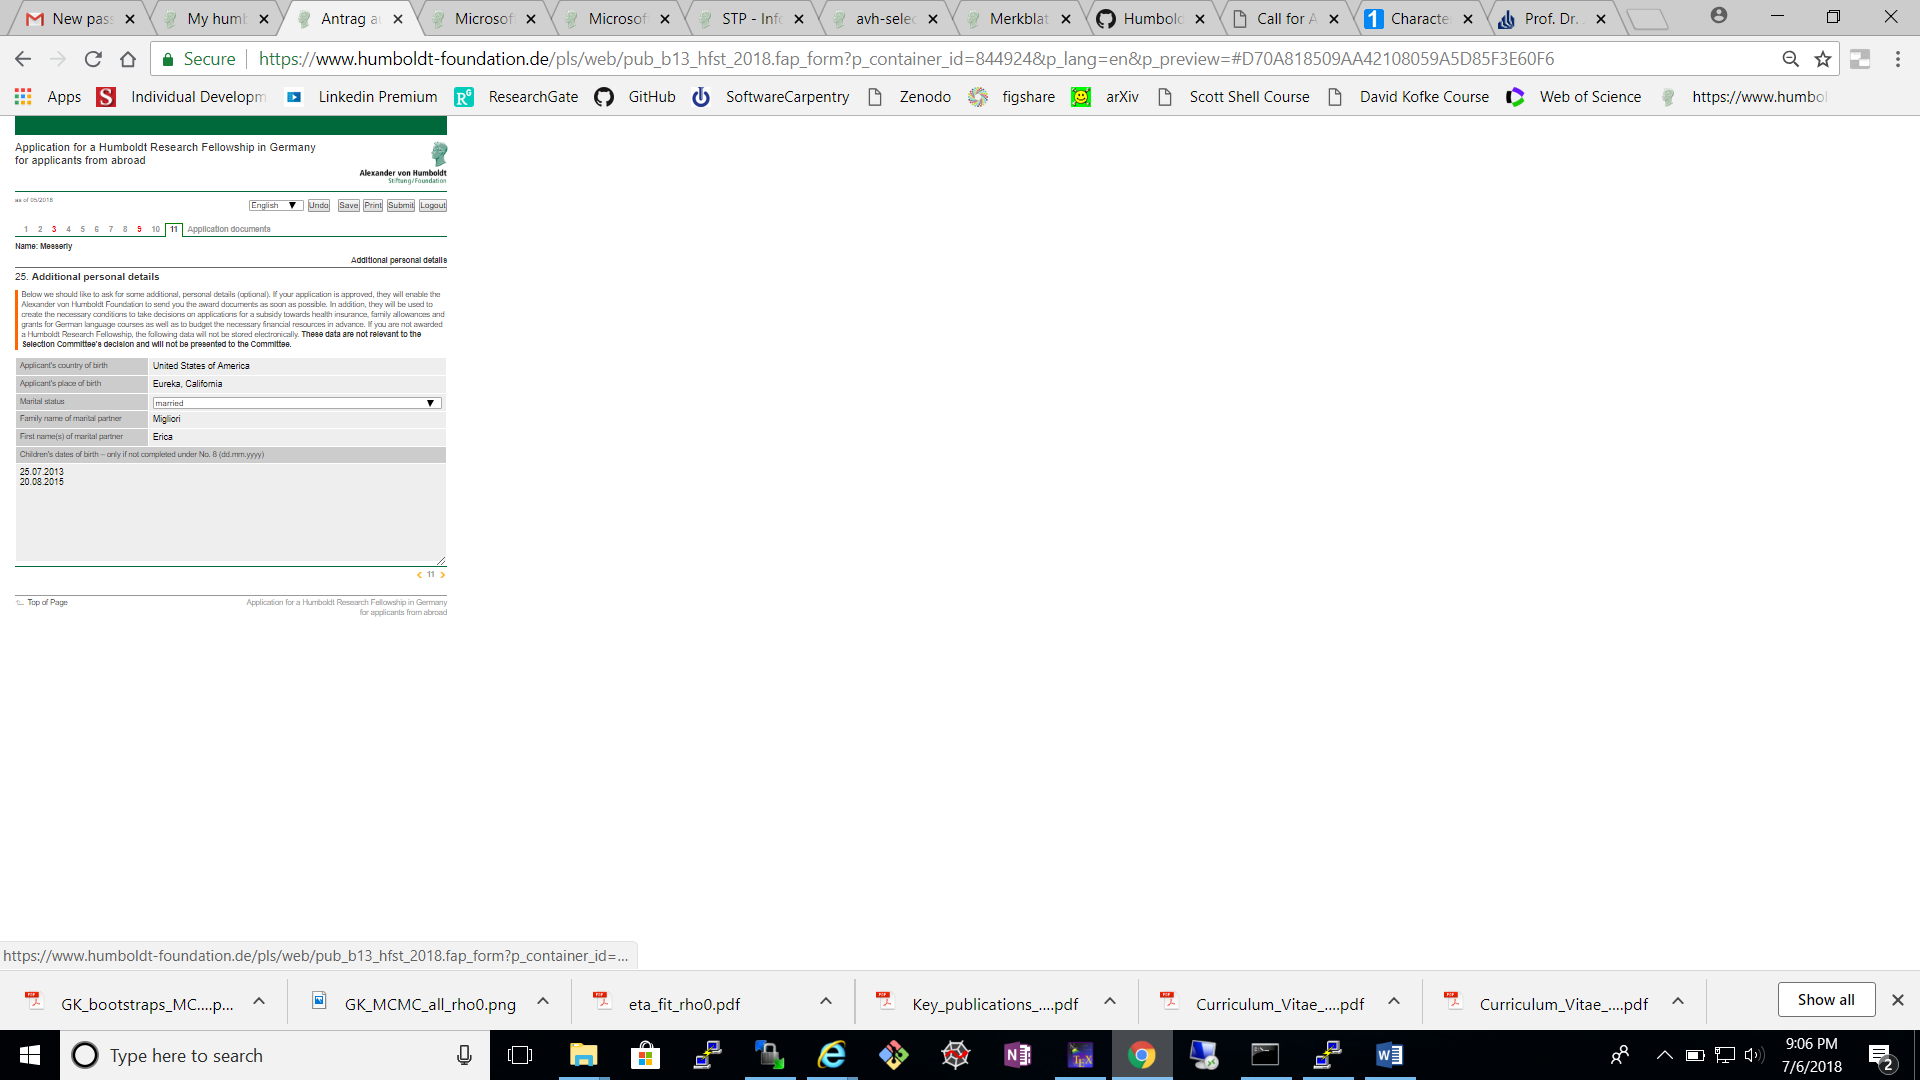 New pass
My humb
Antrag au
Microsof
Microsof
STP - Info
avh-selec
Merkblat
Humbold
Call for A
Character
Prof. Dr.
Secure
https://www.humboldt-foundation.de/pls/web/pub_b13_hfst_2018.fap_form?p_container_id=844924&p_lang=en&p_preview=#D70A818509AA42108059A5D85F3E60F6
Apps
Individual Developm
Linkedin Premium
ResearchGate
GitHub
SoftwareCarpentry
Zenodo
figshare
arXiv
Scott Shell Course
David Kofke Course
Web of Science
https://www.humbol
Application for a Humboldt Research Fellowship in Germany
for applicants from abroad
Alexander von Humboldt
Stiftung/Foundation
as of 05/2018
English
Undo
Save
Print
Submit
Logout
1 2 3 4 5 6 7 8 9 10 11 Application documents
Name: Messerly
Additional personal details
25. Additional personal details
Below we should like to ask for some additional, personal details (optional). If your application is approved, they will enable the
Alexander von Humboldt Foundation to send you the award documents as soon as possible. In addition, they will be used to
create the necessary conditions to take decisions on applications for a subsidy towards health insurance, family allowances and
grants for German language courses as well as to budget the necessary financial resources in advance. If you are not awarded
a Humboldt Research Fellowship, the following data will not be stored electronically. These data are not relevant to the
Selection Committee's decision and will not be presented to the Committee.
Applicant's country of birth
United States of America
Applicant's place of birth
Eureka, California
Marital status
married
Family name of marital partner
Migliori
First name(s) of marital partner
Erica
Children's dates of birth – only if not completed under No. 8 (dd.mm.yyyy)
25.07.2013
20.08.2015
< 11 >
Top of Page
Application for a Humboldt Research Fellowship in Germany
for applicants from abroad
https://www.humboldt-foundation.de/pls/web/pub_b13_hfst_2018.fap_form?p_container_id=...
GK_bootstraps_MC....p...
GK_MCMC_all_rho0.png
eta_fit_rho0.pdf
Key_publications_....pdf
Curriculum_Vitae_....pdf
Curriculum_Vitae_....pdf
Show all
Type here to search
9:06 PM
7/6/2018
2